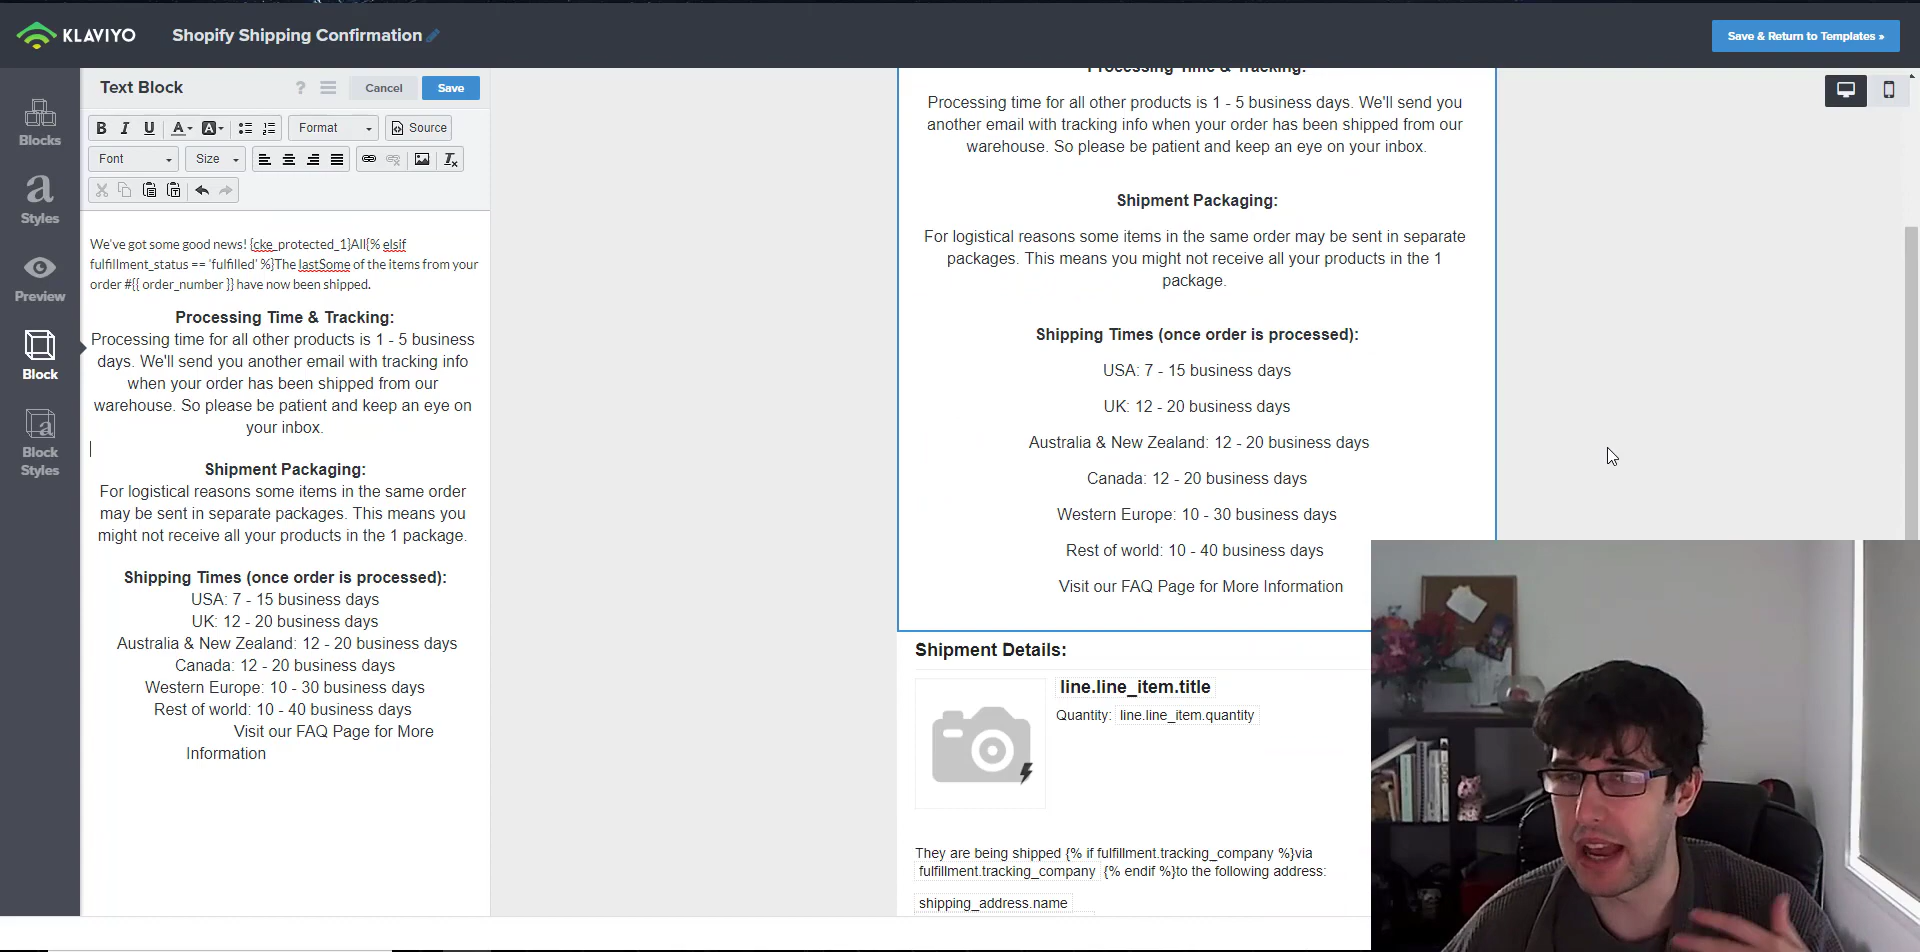 KLAVIYO
Shopify Shipping Confirmation
Save & Return to Templates »
Text Block
?
Cancel
Save
B I U A A
Format
Source
Font
Size
Blocks
Styles
Preview
Block
Block
Styles
We've got some good news! {cke_protected_1}All{% elsif
fulfillment_status == 'fulfilled' %}The lastSome of the items from your
order #{{ order_number }} have now been shipped.
Processing Time & Tracking:
Processing time for all other products is 1 - 5 business
days. We'll send you another email with tracking info
when your order has been shipped from our
warehouse. So please be patient and keep an eye on
your inbox.
Shipment Packaging:
For logistical reasons some items in the same order
may be sent in separate packages. This means you
might not receive all your products in the 1 package.
Shipping Times (once order is processed):
USA: 7 - 15 business days
UK: 12 - 20 business days
Australia & New Zealand: 12 - 20 business days
Canada: 12 - 20 business days
Western Europe: 10 - 30 business days
Rest of world: 10 - 40 business days
Visit our FAQ Page for More
Information
Processing Time & Tracking:
Processing time for all other products is 1 - 5 business days. We'll send you
another email with tracking info when your order has been shipped from our
warehouse. So please be patient and keep an eye on your inbox.
Shipment Packaging:
For logistical reasons some items in the same order may be sent in separate
packages. This means you might not receive all your products in the 1
package.
Shipping Times (once order is processed):
USA: 7 - 15 business days
UK: 12 - 20 business days
Australia & New Zealand: 12 - 20 business days
Canada: 12 - 20 business days
Western Europe: 10 - 30 business days
Rest of world: 10 - 40 business days
Visit our FAQ Page for More Information
Shipment Details:
line.line_item.title
Quantity: line.line_item.quantity
They are being shipped {% if fulfillment.tracking_company %}via
fulfillment.tracking_company {% endif %}to the following address:
shipping_address.name